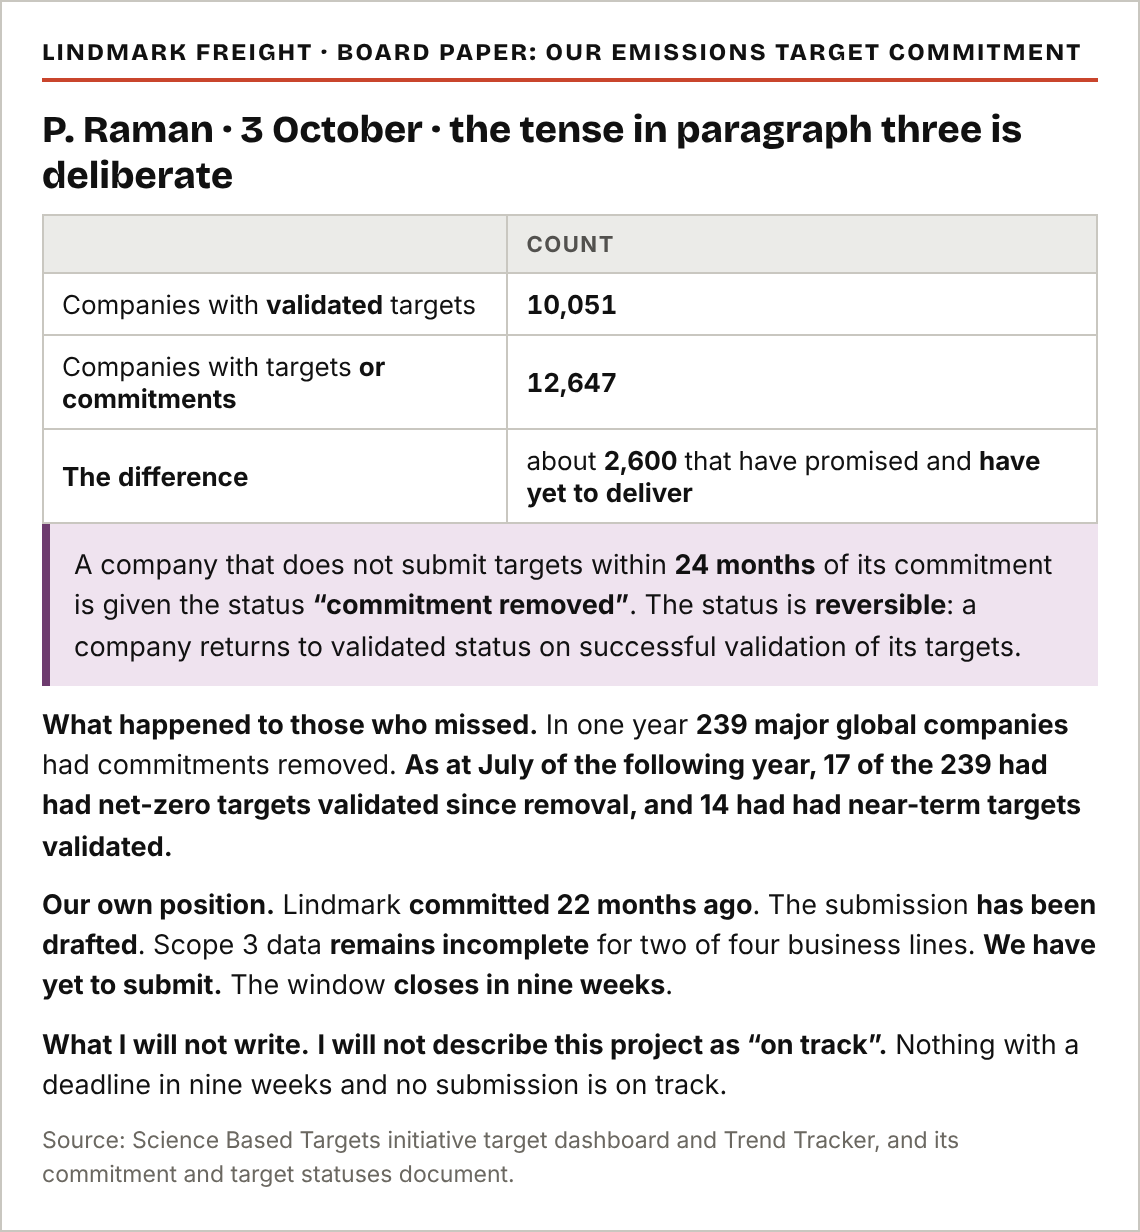 LINDMARK FREIGHT · BOARD PAPER: OUR EMISSIONS TARGET COMMITMENT
P. Raman · 3 October · the tense in paragraph three is
deliberate
COUNT
Companies with validated targets
10,051
Companies with targets or
commitments
12,647
The difference
about 2,600 that have promised and have
yet to deliver
A company that does not submit targets within 24 months of its commitment
is given the status “commitment removed”. The status is reversible: a
company returns to validated status on successful validation of its targets.
What happened to those who missed. In one year 239 major global companies
had commitments removed. As at July of the following year, 17 of the 239 had
had net-zero targets validated since removal, and 14 had had near-term targets
validated.
Our own position. Lindmark committed 22 months ago. The submission has been
drafted. Scope 3 data remains incomplete for two of four business lines. We have
yet to submit. The window closes in nine weeks.
What I will not write. I will not describe this project as “on track”. Nothing with a
deadline in nine weeks and no submission is on track.
Source: Science Based Targets initiative target dashboard and Trend Tracker, and its
commitment and target statuses document.